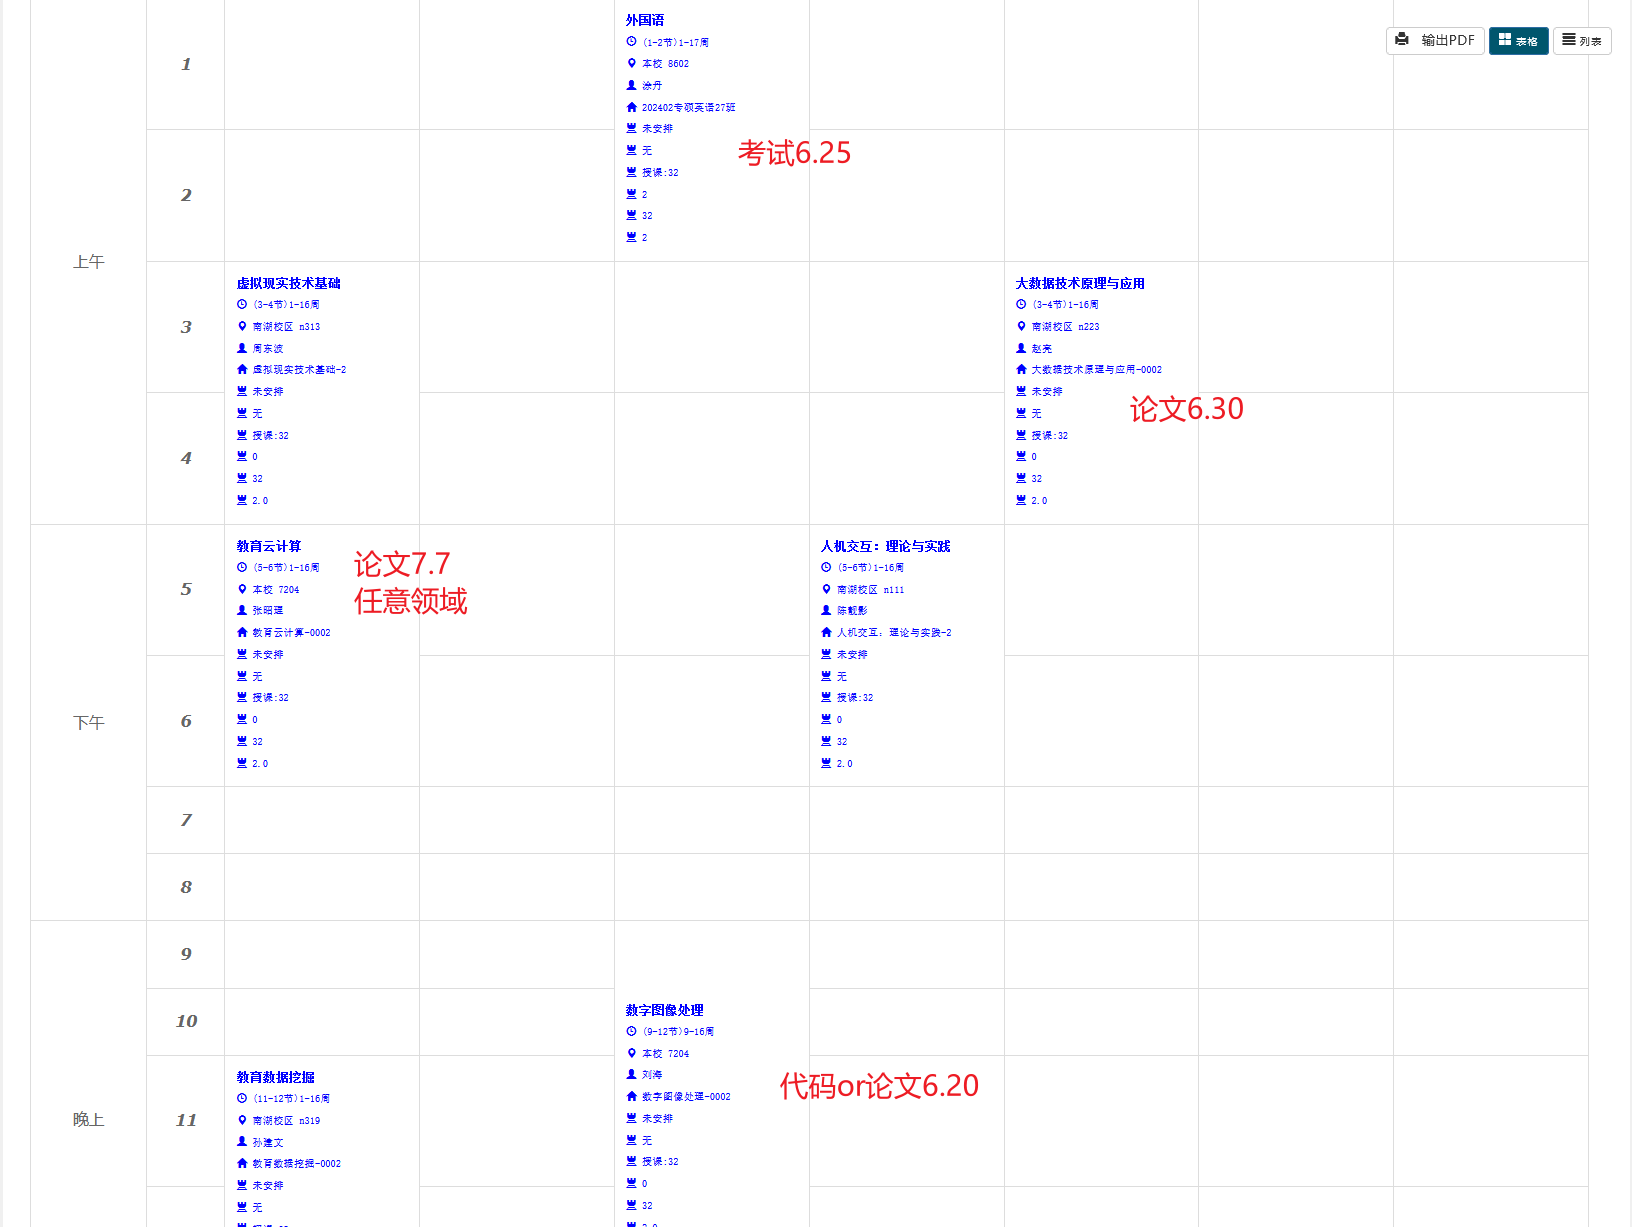 输出PDF
表格
列表
上午
1
2
3
4
外国语
(1-2节)1-17周
本校 8602
涂丹
202402专硕英语27班
未安排
无
授课:32
2
32
2
考试6.25
虚拟现实技术基础
(3-4节)1-16周
南湖校区 n313
周东波
虚拟现实技术基础-2
未安排
无
授课:32
0
32
2.0
大数据技术原理与应用
(3-4节)1-16周
南湖校区 n223
赵亮
大数据技术原理与应用-0002
未安排
无
授课:32
0
32
2.0
论文6.30
下午
5
6
7
8
教育云计算
(5-6节)1-16周
本校 7204
张昭理
教育云计算-0002
未安排
无
授课:32
0
32
2.0
论文7.7
任意领域
人机交互：理论与实践
(5-6节)1-16周
南湖校区 n111
陈靓影
人机交互：理论与实践-2
未安排
无
授课:32
0
32
2.0
晚上
9
10
11
数字图像处理
(9-12节)9-16周
本校 7204
刘海
数字图像处理-0002
未安排
无
授课:32
0
32
代码or论文6.20
教育数据挖掘
(11-12节)1-16周
南湖校区 n319
孙建文
教育数据挖掘-0002
未安排
无